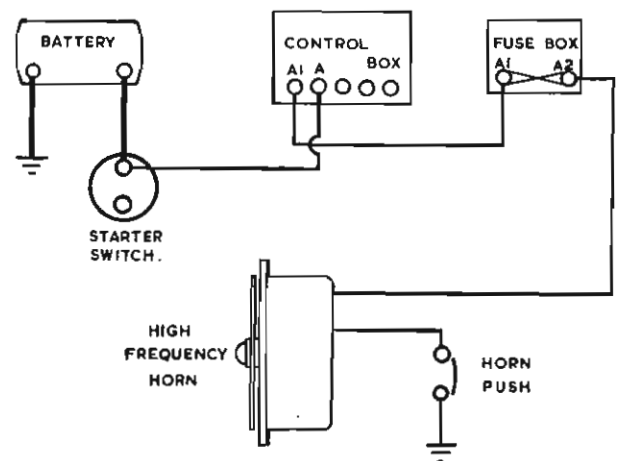 BATTERY
CONTROL
BOX
A1 A
FUSE BOX
A1 A2
STARTER
SWITCH.
HIGH
FREQUENCY
HORN
HORN
PUSH